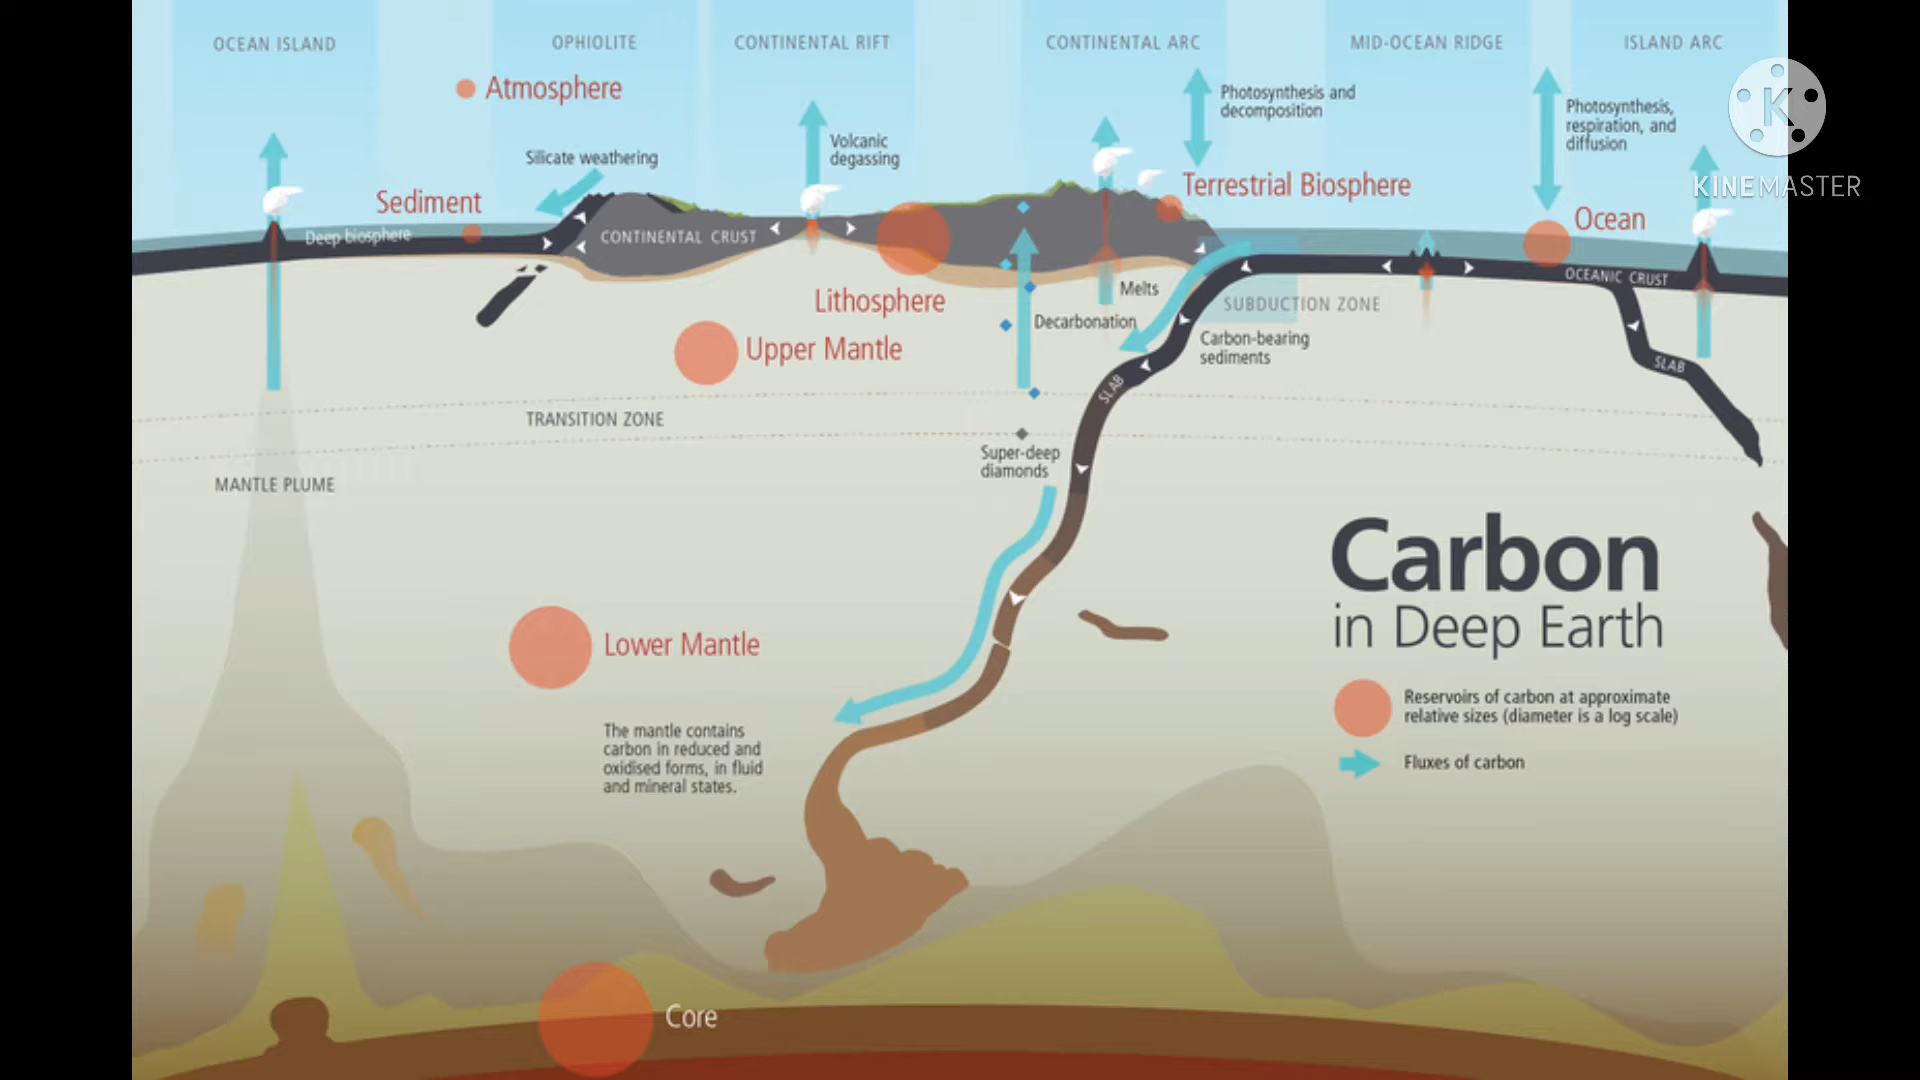 OCEAN ISLAND
OPHIOLITE
CONTINENTAL RIFT
CONTINENTAL ARC
MID-OCEAN RIDGE
ISLAND ARC
Atmosphere
Photosynthesis and
decomposition
Photosynthesis,
respiration, and
diffusion
K
KINEMASTER
Volcanic
degassing
Silicate weathering
Sediment
Terrestrial Biosphere
Ocean
Deep biosphere
CONTINENTAL CRUST
OCEANIC CRUST
Lithosphere
Melts
SUBDUCTION ZONE
Decarbonation
Carbon-bearing
sediments
Upper Mantle
SLAB
SLAB
TRANSITION ZONE
Super-deep
diamonds
MANTLE PLUME
Carbon
in Deep Earth
Lower Mantle
Reservoirs of carbon at approximate
relative sizes (diameter is a log scale)
Fluxes of carbon
The mantle contains
carbon in reduced and
oxidised forms, in fluid
and mineral states.
Core